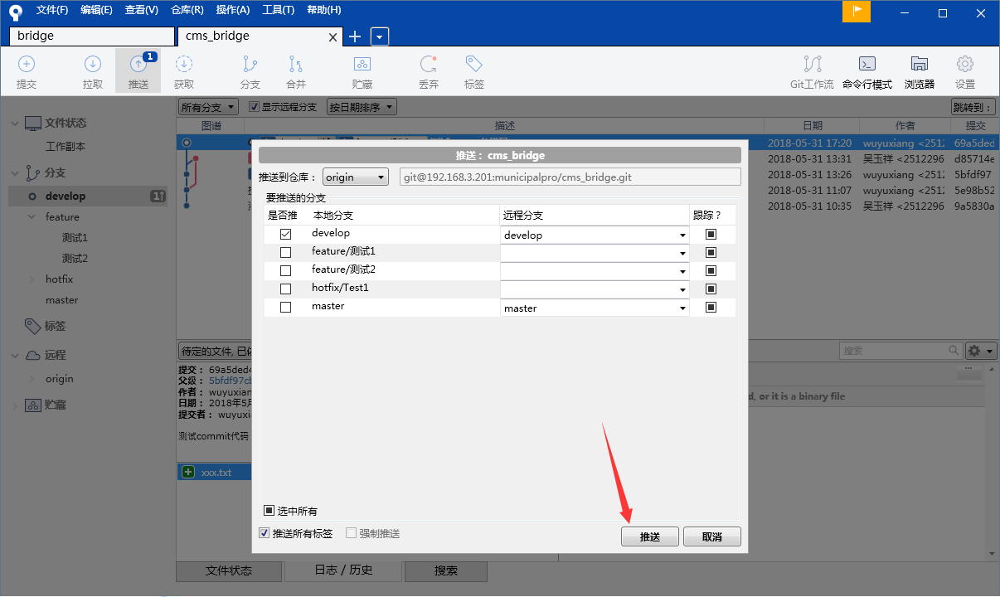 文件(F) 编辑(E) 查看(V) 仓库(R) 操作(A) 工具(T) 帮助(H)
bridge cms_bridge
1
提交 拉取 推送 获取 分支 合并 贮藏 丢弃 标签 Git工作流 命令行模式 浏览器 设置
所有分支 显示远程分支 按日期排序 跳转到：
图谱 描述 日期 作者 提交
2018-05-31 17:20 wuyuxiang <2512 69a5ded
2018-05-31 13:31 吴玉祥 <2512296 d85714e
2018-05-31 13:26 wuyuxiang <2512 5bfdf97
2018-05-31 11:07 wuyuxiang <2512 5e98b52
2018-05-31 10:35 吴玉祥 <2512296 9a5830a
文件状态
工作副本
分支
develop 1↑
feature
测试1
测试2
hotfix
master
标签
远程
origin
贮藏
推送：cms_bridge
推送到仓库： origin git@192.168.3.201:municipalpro/cms_bridge.git
要推送的分支
是否推 本地分支 远程分支 跟踪？
develop develop
feature/测试1
feature/测试2
hotfix/Test1
master master
选中所有
推送所有标签 强制推送
推送 取消
待定的文件, 已
搜索
提交： 69a5ded4
父级： 5bfdf97cb
作者： wuyuxian
日期： 2018年5月
提交者： wuyuxia
测试commit代码
d, or it is a binary file
xxx.txt
文件状态 日志 / 历史 搜索